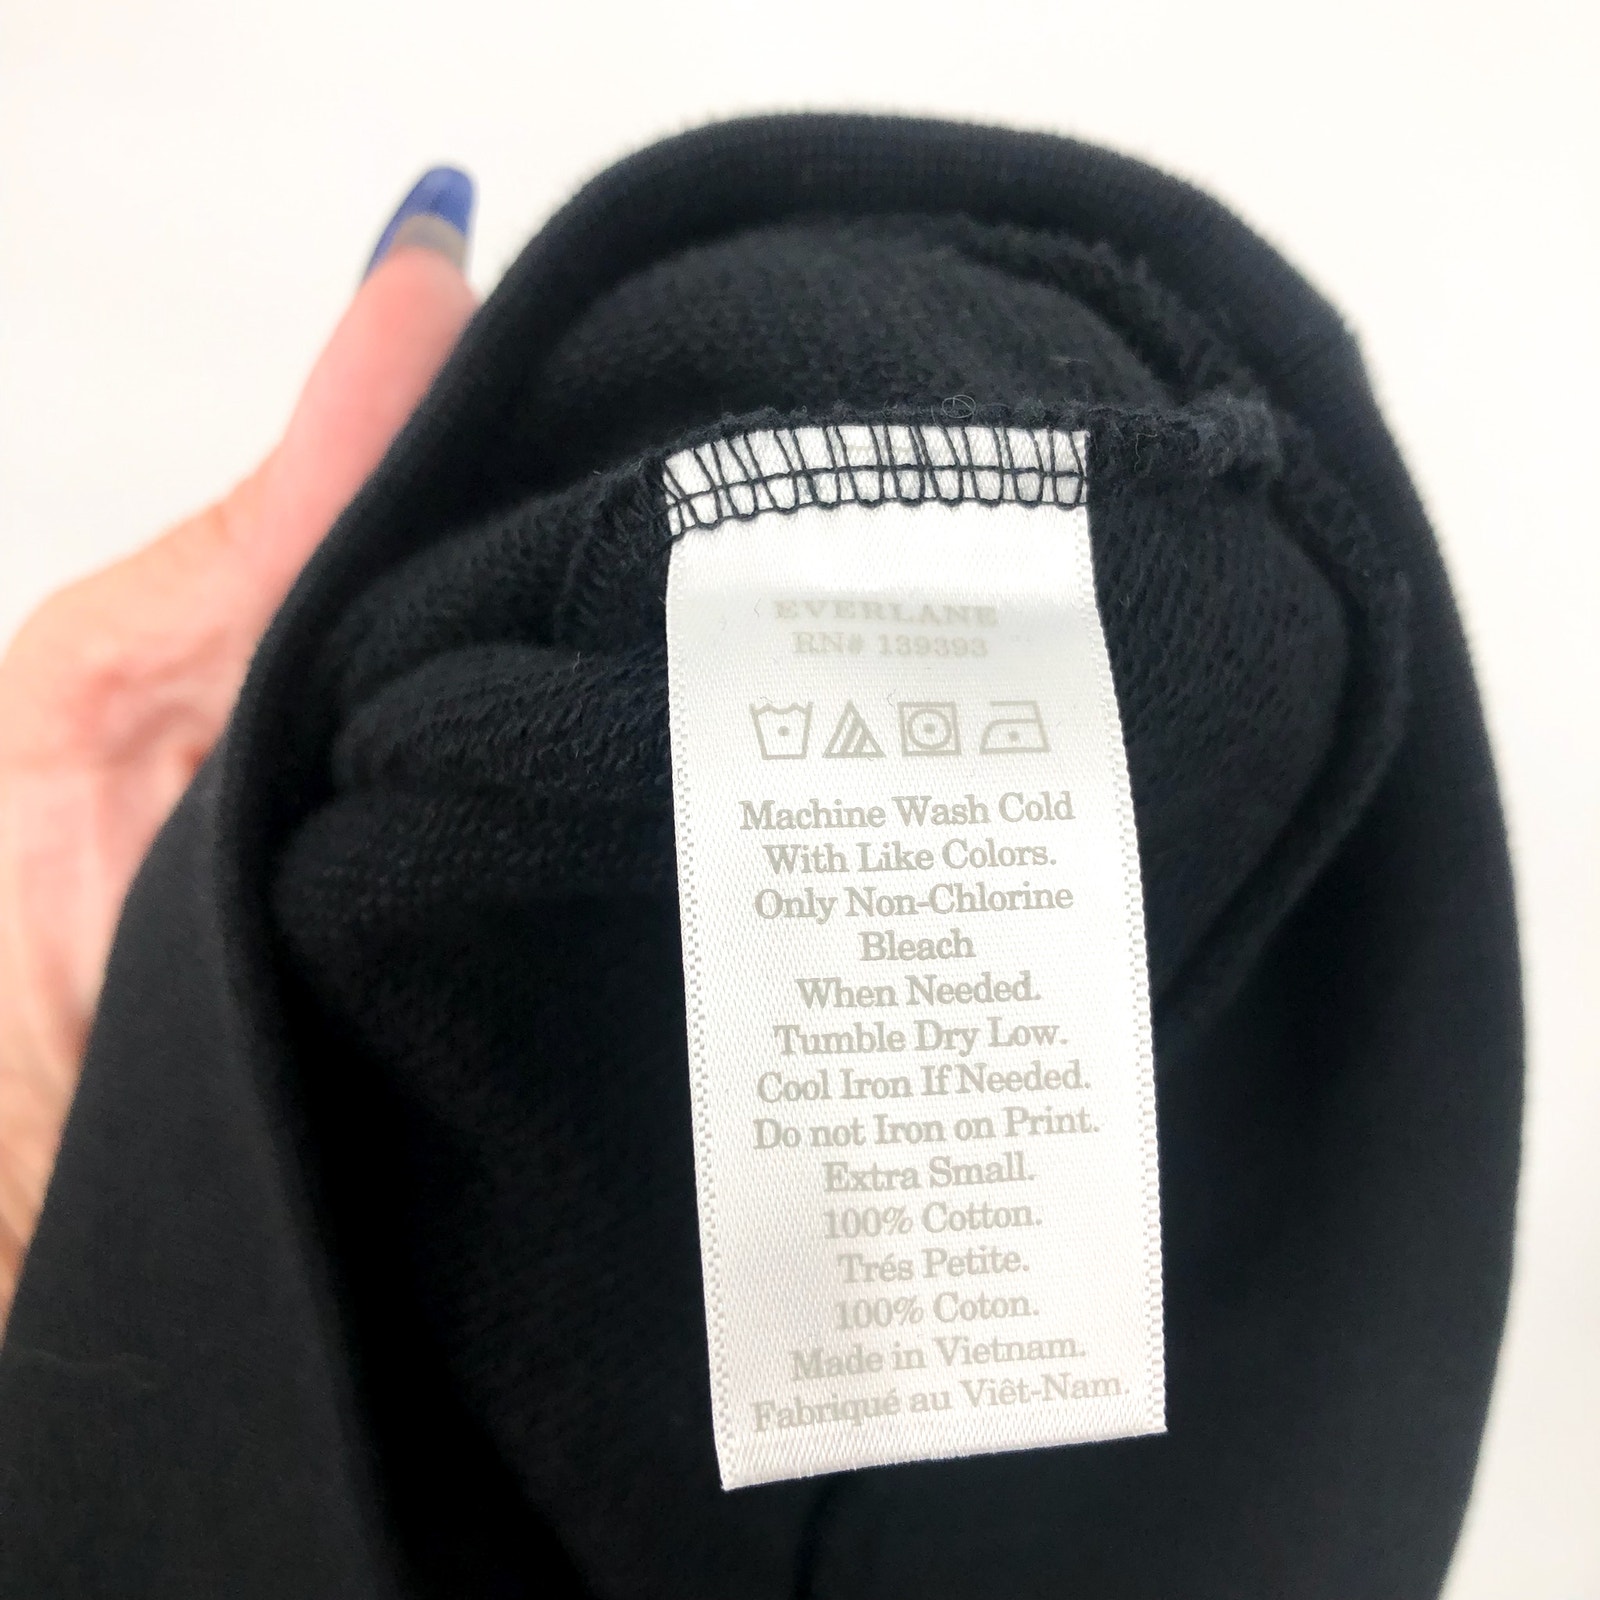 EVERLANE
RN# 139393
Machine Wash Cold
With Like Colors.
Only Non-Chlorine
Bleach
When Needed.
Tumble Dry Low.
Cool Iron If Needed.
Do not Iron on Print.
Extra Small.
100% Cotton.
Trés Petite.
100% Coton.
Made in Vietnam.
Fabriqué au Viêt-Nam.